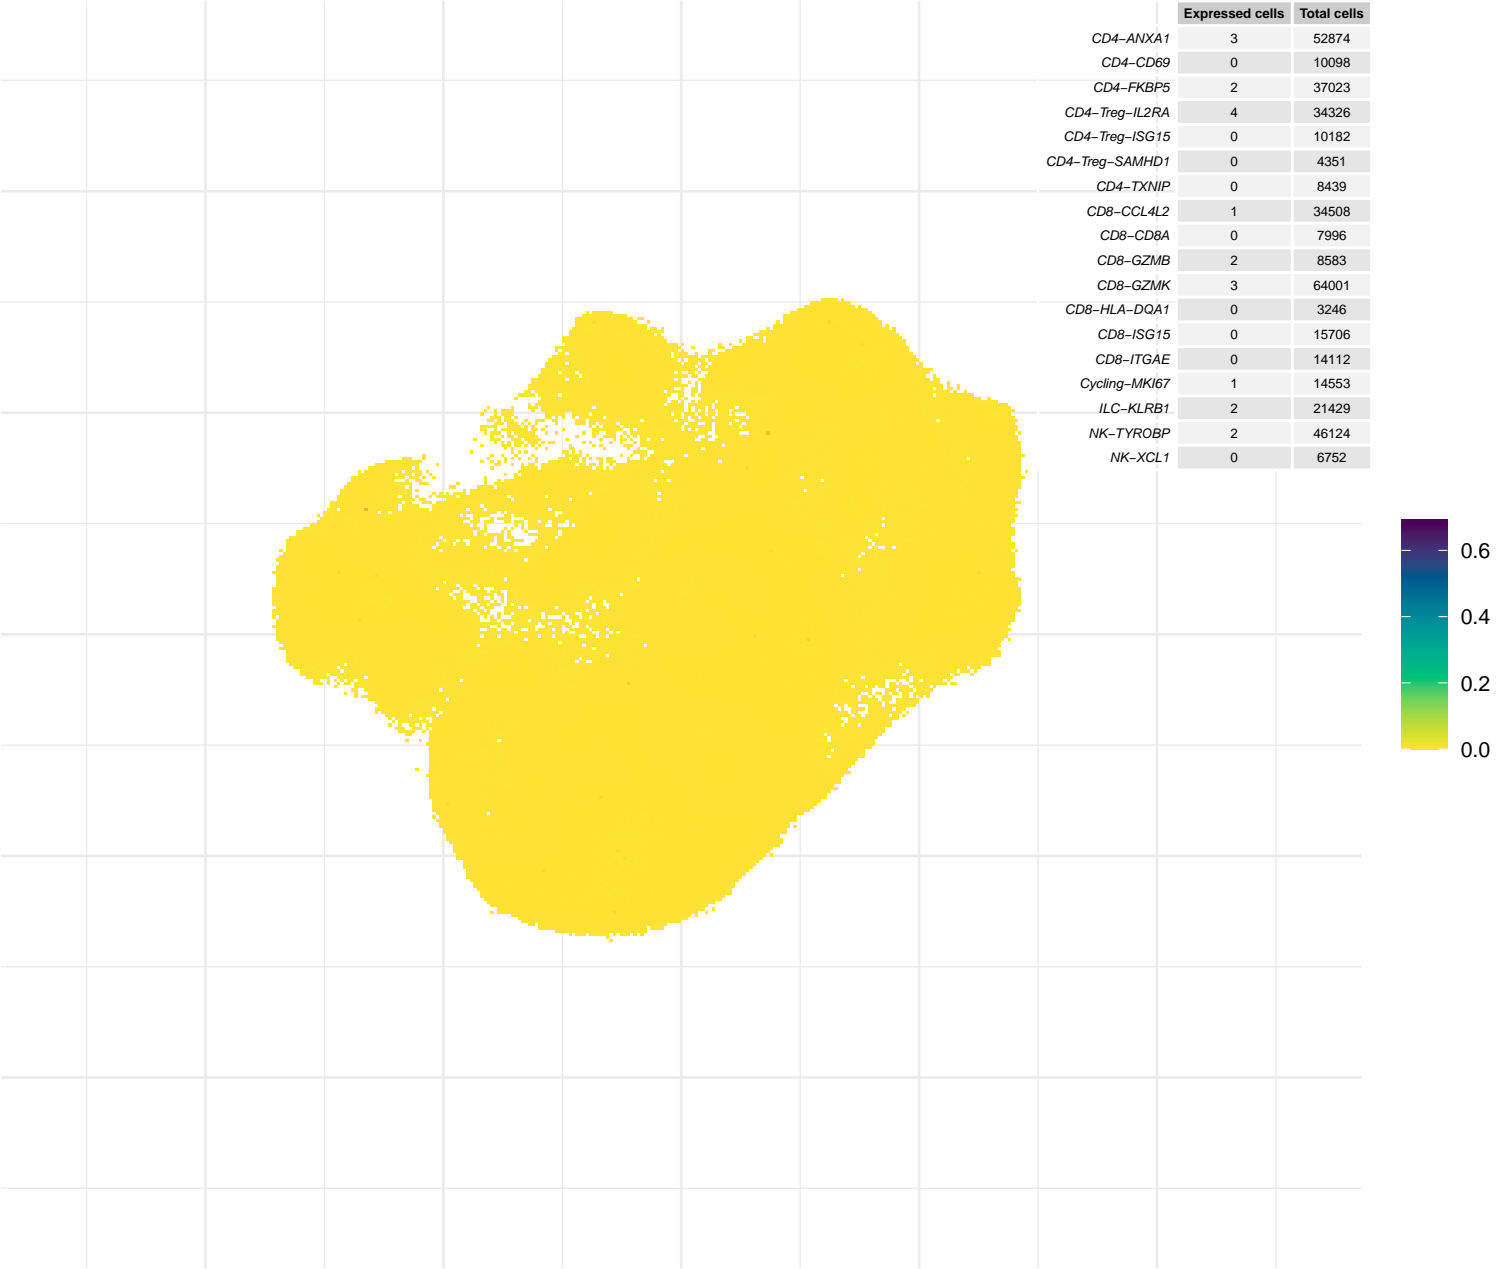 Expressed cells Total cells
CD4−ANXA1 3 52874
CD4−CD69 0 10098
CD4−FKBP5 2 37023
CD4−Treg−IL2RA 4 34326
CD4−Treg−ISG15 0 10182
CD4−Treg−SAMHD1 0 4351
CD4−TXNIP 0 8439
CD8−CCL4L2 1 34508
CD8−CD8A 0 7996
CD8−GZMB 2 8583
CD8−GZMK 3 64001
CD8−HLA−DQA1 0 3246
CD8−ISG15 0 15706
CD8−ITGAE 0 14112
Cycling−MKI67 1 14553
ILC−KLRB1 2 21429
NK−TYROBP 2 46124
NK−XCL1 0 6752
0.6
0.4
0.2
0.0